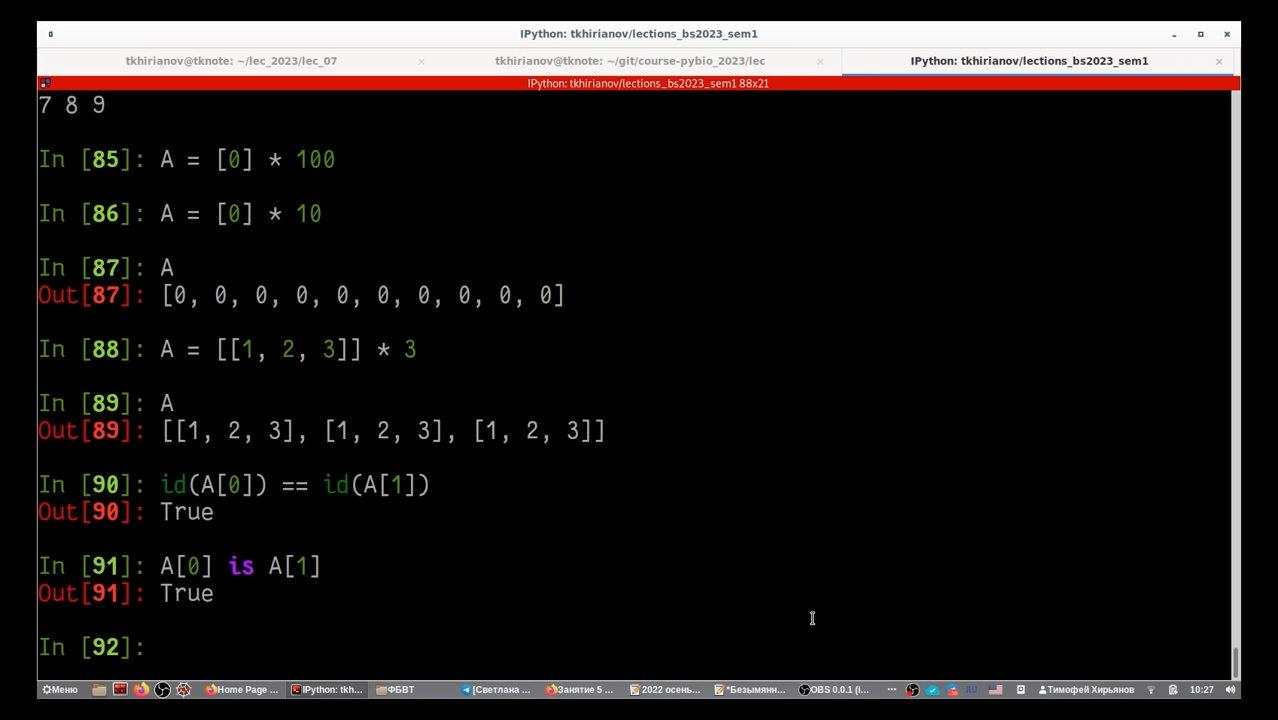 IPython: tkhirianov/lections_bs2023_sem1
tkhirianov@tknote: ~/lec_2023/lec_07
tkhirianov@tknote: ~/git/course-pybio_2023/lec
IPython: tkhirianov/lections_bs2023_sem1
IPython: tkhirianov/lections_bs2023_sem1 88x21
7 8 9
In [85]: A = [0] * 100
In [86]: A = [0] * 10
In [87]: A
Out[87]: [0, 0, 0, 0, 0, 0, 0, 0, 0, 0]
In [88]: A = [[1, 2, 3]] * 3
In [89]: A
Out[89]: [[1, 2, 3], [1, 2, 3], [1, 2, 3]]
In [90]: id(A[0]) == id(A[1])
Out[90]: True
In [91]: A[0] is A[1]
Out[91]: True
In [92]:
Меню Home Page ... IPython: tkh... ФБВТ [Светлана ... Занятие 5 ... 2022 осень... *Безымянн... OBS 0.0.1 (l... ... RU Тимофей Хирьянов 10:27